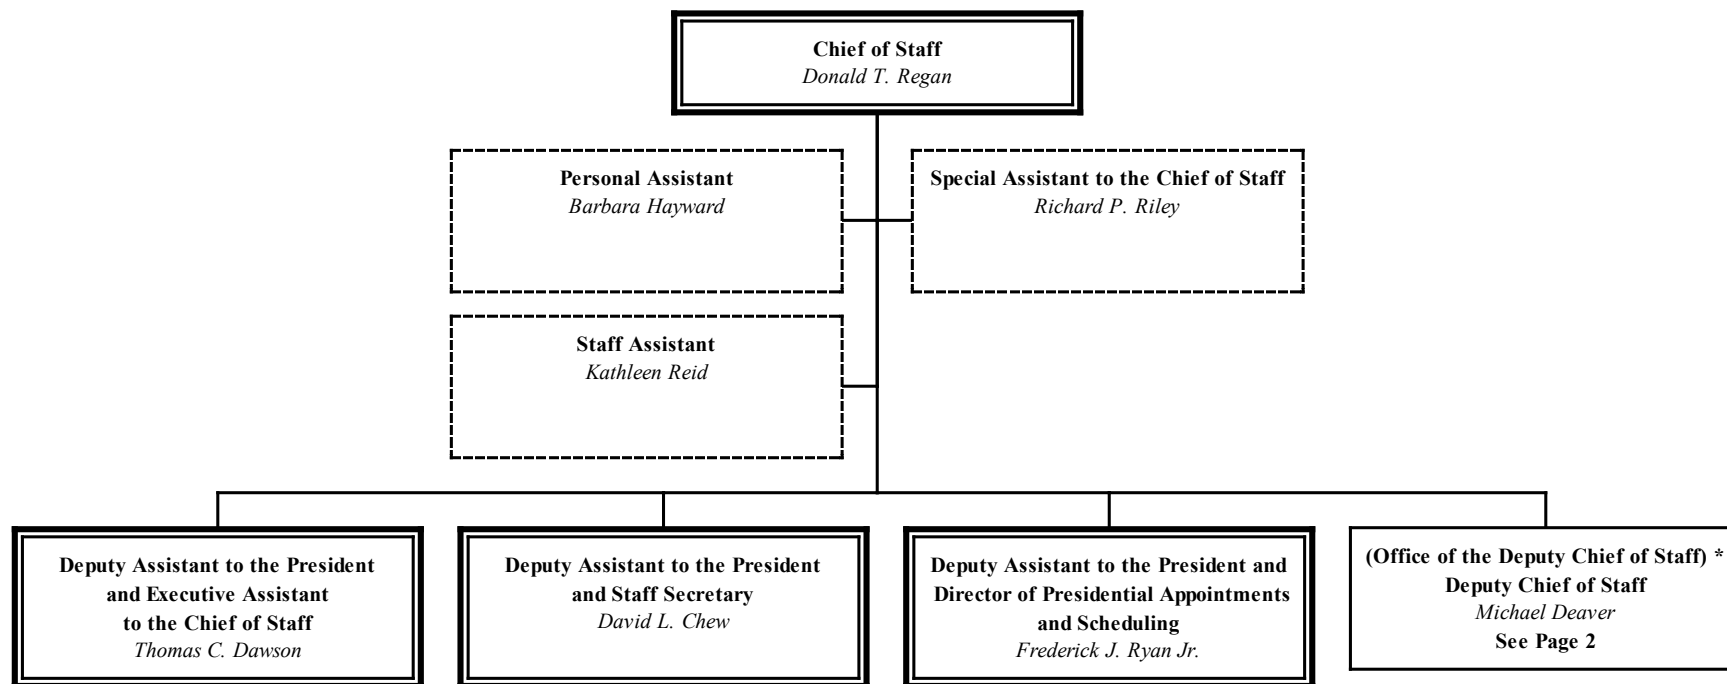 Chief of Staff
Donald T. Regan
Personal Assistant
Barbara Hayward
Special Assistant to the Chief of Staff
Richard P. Riley
Staff Assistant
Kathleen Reid
Deputy Assistant to the President
and Executive Assistant
to the Chief of Staff
Thomas C. Dawson
Deputy Assistant to the President
and Staff Secretary
David L. Chew
Deputy Assistant to the President and
Director of Presidential Appointments
and Scheduling
Frederick J. Ryan Jr.
(Office of the Deputy Chief of Staff) *
Deputy Chief of Staff
Michael Deaver
See Page 2